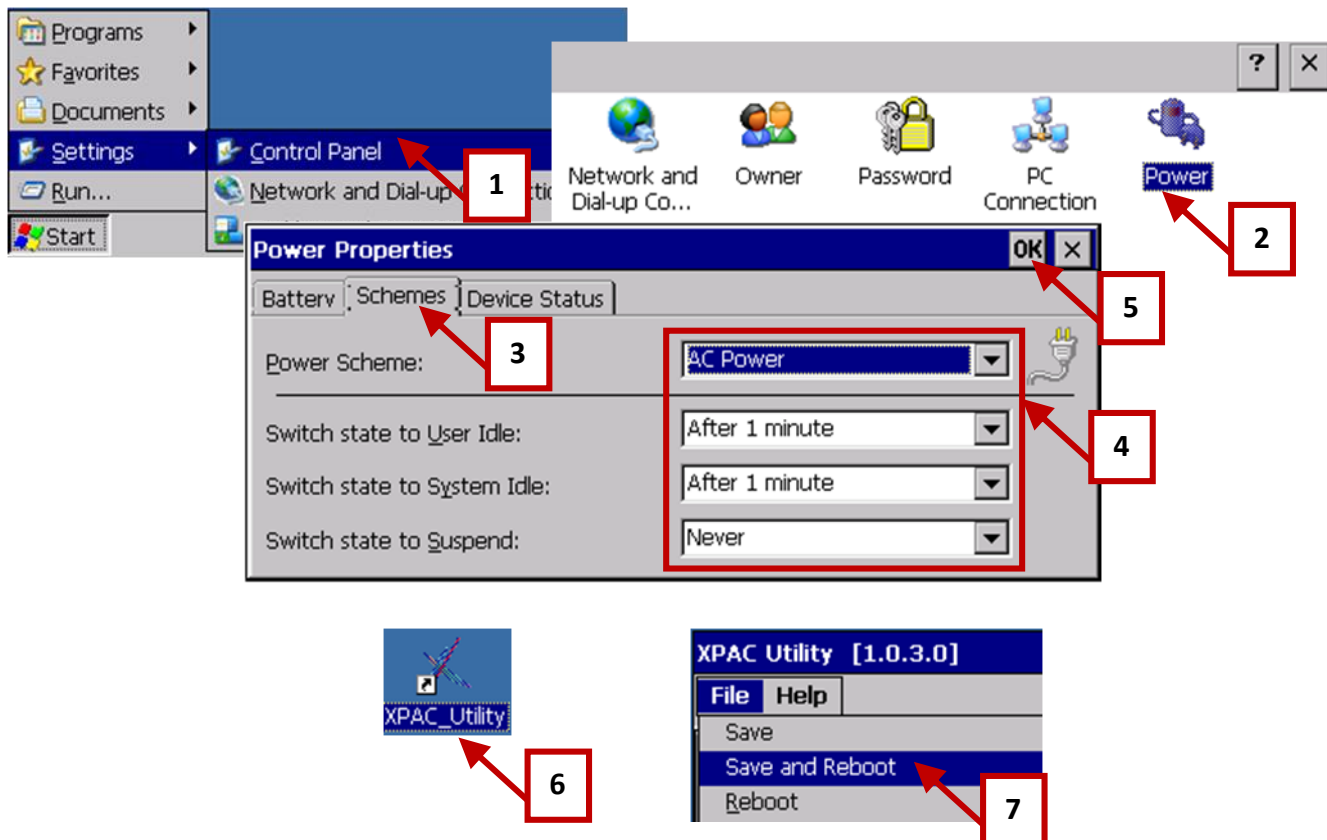 Programs
Favorites
Documents
Settings
Run...
Start
Control Panel
Network and Dial-up
1
?
Network and
Dial-up Co...
Owner
Password
PC
Connection
Power
2
Power Properties
OK
5
Battery
Schemes
Device Status
3
Power Scheme:
AC Power
Switch state to User Idle:
After 1 minute
4
Switch state to System Idle:
After 1 minute
Switch state to Suspend:
Never
XPAC_Utility
6
XPAC Utility [1.0.3.0]
File Help
Save
Save and Reboot
Reboot
7